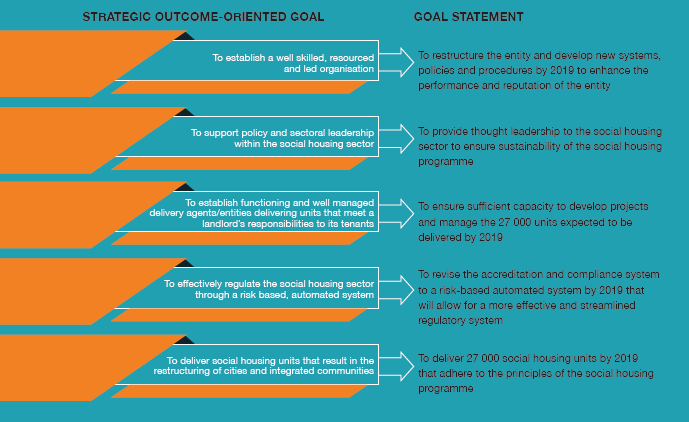 STRATEGIC OUTCOME-ORIENTED GOAL
GOAL STATEMENT
To establish a well skilled, resourced
and led organisation
To restructure the entity and develop new systems,
policies and procedures by 2019 to enhance the
performance and reputation of the entity
To support policy and sectoral leadership
within the social housing sector
To provide thought leadership to the social housing
sector to ensure sustainability of the social housing
programme
To establish functioning and well managed
delivery agents/entities delivering units that meet a
landlord's responsibilities to its tenants
To ensure sufficient capacity to develop projects
and manage the 27 000 units expected to be
delivered by 2019
To effectively regulate the social housing sector
through a risk based, automated system
To revise the accreditation and compliance system
to a risk-based automated system by 2019 that
will allow for a more effective and streamlined
regulatory system
To deliver social housing units that result in the
restructuring of cities and integrated communities
To deliver 27 000 social housing units by 2019
that adhere to the principles of the social housing
programme